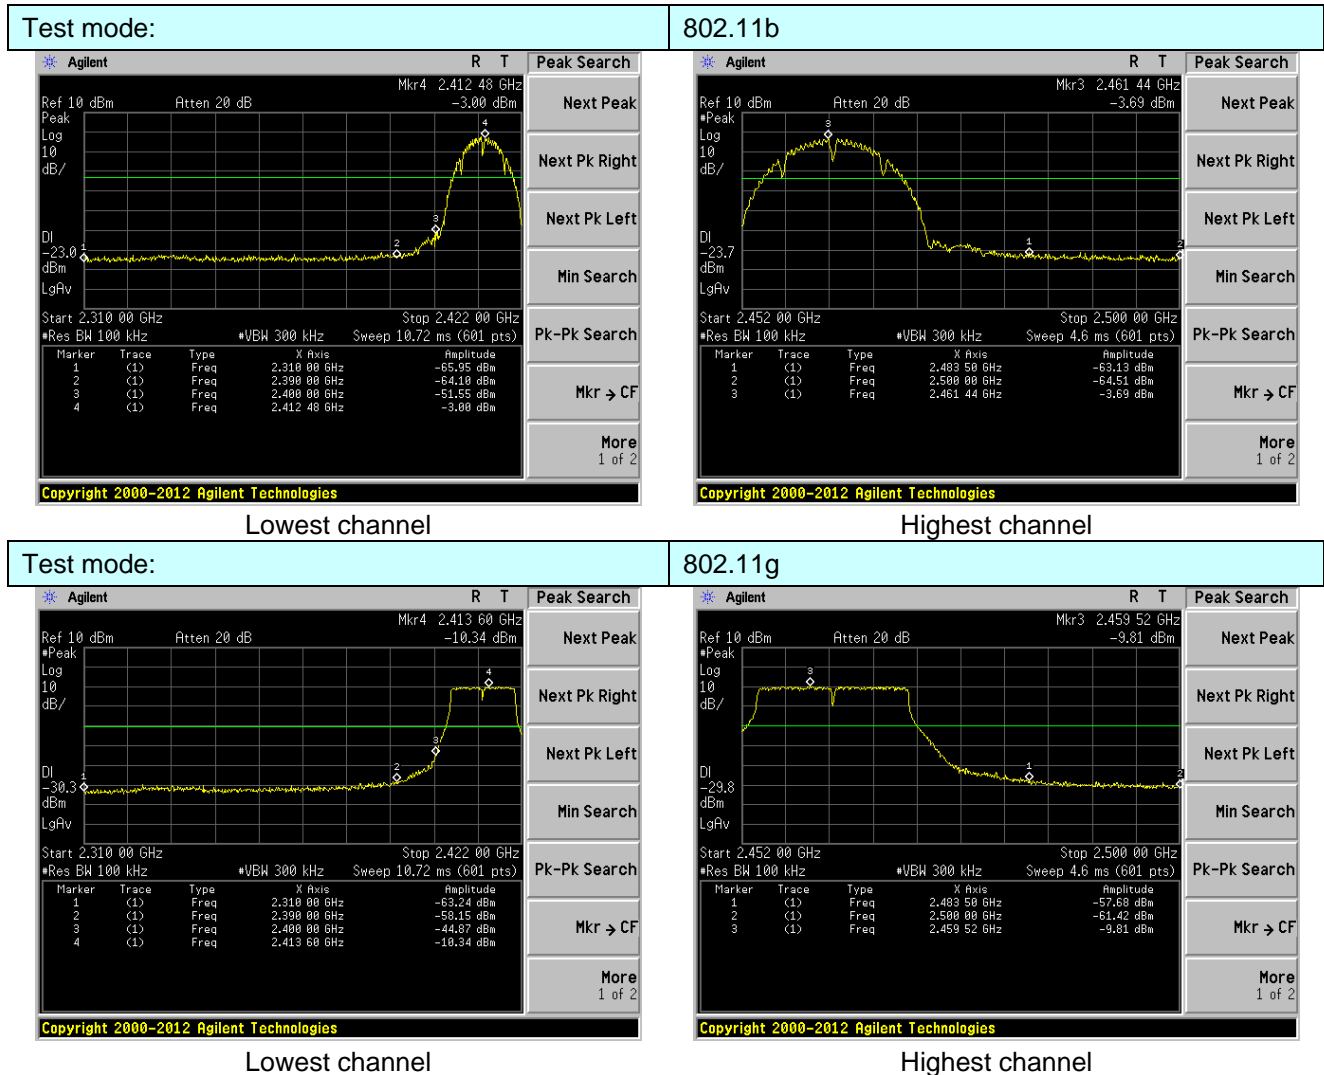 Test mode: 802.11b
Agilent R T Peak Search
Mkr4 2.412 48 GHz
Ref 10 dBm Atten 20 dB -3.00 dBm
Peak
Log
10
dB/
4
3
2
1
DI
-23.0
dBm
LgAv
Start 2.310 00 GHz Stop 2.422 00 GHz
#Res BW 100 kHz #VBW 300 kHz Sweep 10.72 ms (601 pts)
Marker Trace Type X Axis Amplitude
1 (1) Freq 2.310 00 GHz -65.95 dBm
2 (1) Freq 2.390 00 GHz -64.10 dBm
3 (1) Freq 2.400 00 GHz -51.55 dBm
4 (1) Freq 2.412 48 GHz -3.00 dBm
Next Peak
Next Pk Right
Next Pk Left
Min Search
Pk-Pk Search
Mkr → CF
More
1 of 2
Copyright 2000-2012 Agilent Technologies
Lowest channel
Agilent R T Peak Search
Mkr3 2.461 44 GHz
Ref 10 dBm Atten 20 dB -3.69 dBm
#Peak
Log
10
dB/
3
1
2
DI
-23.7
dBm
LgAv
Start 2.452 00 GHz Stop 2.500 00 GHz
#Res BW 100 kHz #VBW 300 kHz Sweep 4.6 ms (601 pts)
Marker Trace Type X Axis Amplitude
1 (1) Freq 2.483 50 GHz -63.13 dBm
2 (1) Freq 2.500 00 GHz -64.51 dBm
3 (1) Freq 2.461 44 GHz -3.69 dBm
Next Peak
Next Pk Right
Next Pk Left
Min Search
Pk-Pk Search
Mkr → CF
More
1 of 2
Copyright 2000-2012 Agilent Technologies
Highest channel
Test mode: 802.11g
Agilent R T Peak Search
Mkr4 2.413 60 GHz
Ref 10 dBm Atten 20 dB -10.34 dBm
#Peak
Log
10
dB/
4
3
2
1
DI
-30.3
dBm
LgAv
Start 2.310 00 GHz Stop 2.422 00 GHz
#Res BW 100 kHz #VBW 300 kHz Sweep 10.72 ms (601 pts)
Marker Trace Type X Axis Amplitude
1 (1) Freq 2.310 00 GHz -63.24 dBm
2 (1) Freq 2.390 00 GHz -58.15 dBm
3 (1) Freq 2.400 00 GHz -44.87 dBm
4 (1) Freq 2.413 60 GHz -10.34 dBm
Next Peak
Next Pk Right
Next Pk Left
Min Search
Pk-Pk Search
Mkr → CF
More
1 of 2
Copyright 2000-2012 Agilent Technologies
Lowest channel
Agilent R T Peak Search
Mkr3 2.459 52 GHz
Ref 10 dBm Atten 20 dB -9.81 dBm
#Peak
Log
10
dB/
3
1
2
DI
-29.8
dBm
LgAv
Start 2.452 00 GHz Stop 2.500 00 GHz
#Res BW 100 kHz #VBW 300 kHz Sweep 4.6 ms (601 pts)
Marker Trace Type X Axis Amplitude
1 (1) Freq 2.483 50 GHz -57.68 dBm
2 (1) Freq 2.500 00 GHz -61.42 dBm
3 (1) Freq 2.459 52 GHz -9.81 dBm
Next Peak
Next Pk Right
Next Pk Left
Min Search
Pk-Pk Search
Mkr → CF
More
1 of 2
Copyright 2000-2012 Agilent Technologies
Highest channel